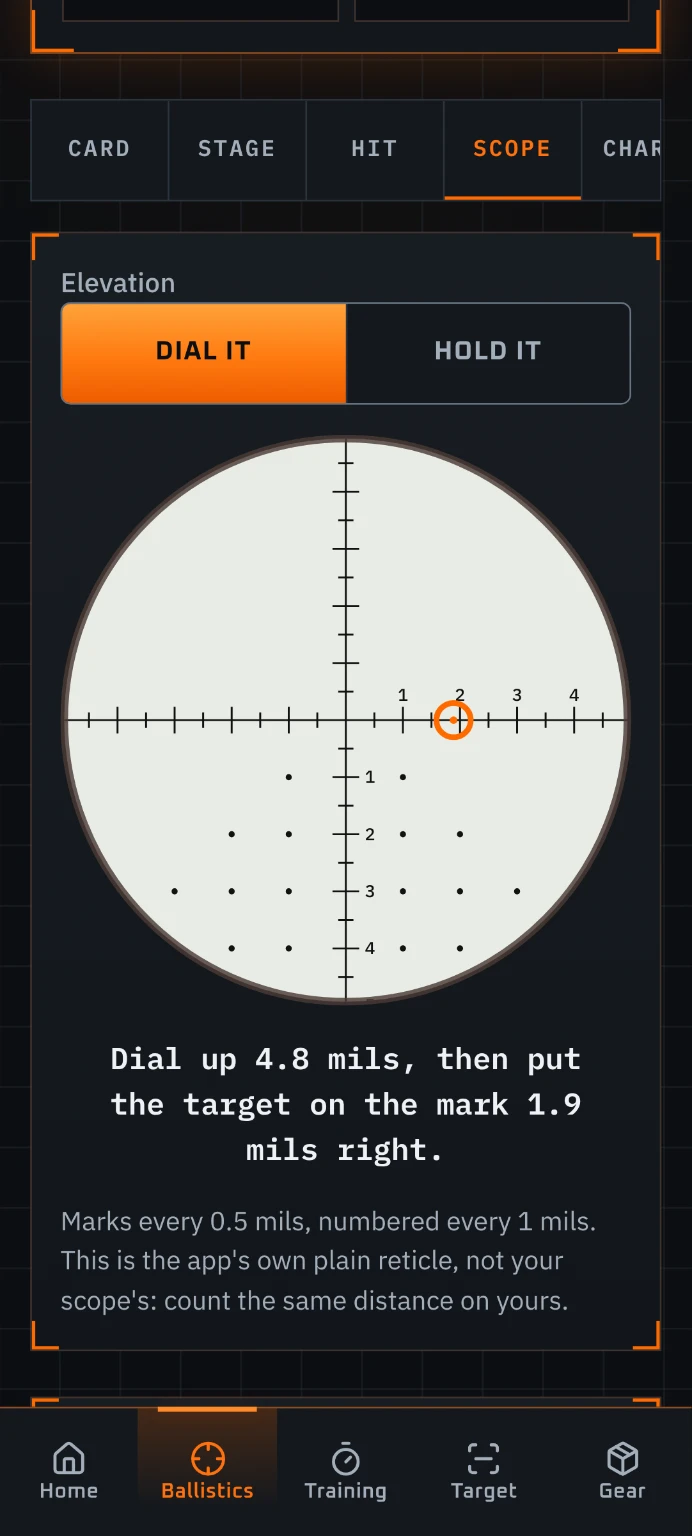 CARD STAGE HIT SCOPE CHAR
Elevation
DIAL IT HOLD IT
1 2 3 4
1
2
3
4
Dial up 4.8 mils, then put
the target on the mark 1.9
mils right.
Marks every 0.5 mils, numbered every 1 mils.
This is the app's own plain reticle, not your
scope's: count the same distance on yours.
Home Ballistics Training Target Gear